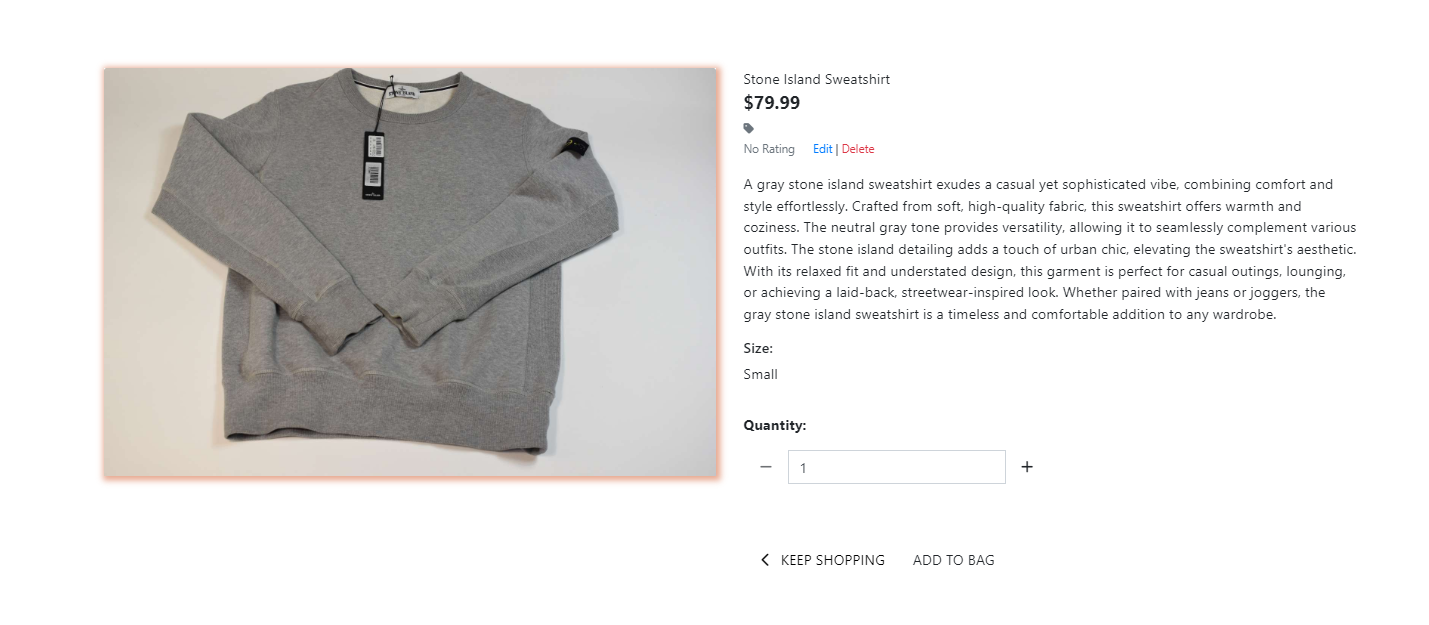 Stone Island Sweatshirt
$79.99
No Rating Edit | Delete
A gray stone island sweatshirt exudes a casual yet sophisticated vibe, combining comfort and
style effortlessly. Crafted from soft, high-quality fabric, this sweatshirt offers warmth and
coziness. The neutral gray tone provides versatility, allowing it to seamlessly complement various
outfits. The stone island detailing adds a touch of urban chic, elevating the sweatshirt's aesthetic.
With its relaxed fit and understated design, this garment is perfect for casual outings, lounging,
or achieving a laid-back, streetwear-inspired look. Whether paired with jeans or joggers, the
gray stone island sweatshirt is a timeless and comfortable addition to any wardrobe.
Size:
Small
Quantity:
1
KEEP SHOPPING ADD TO BAG